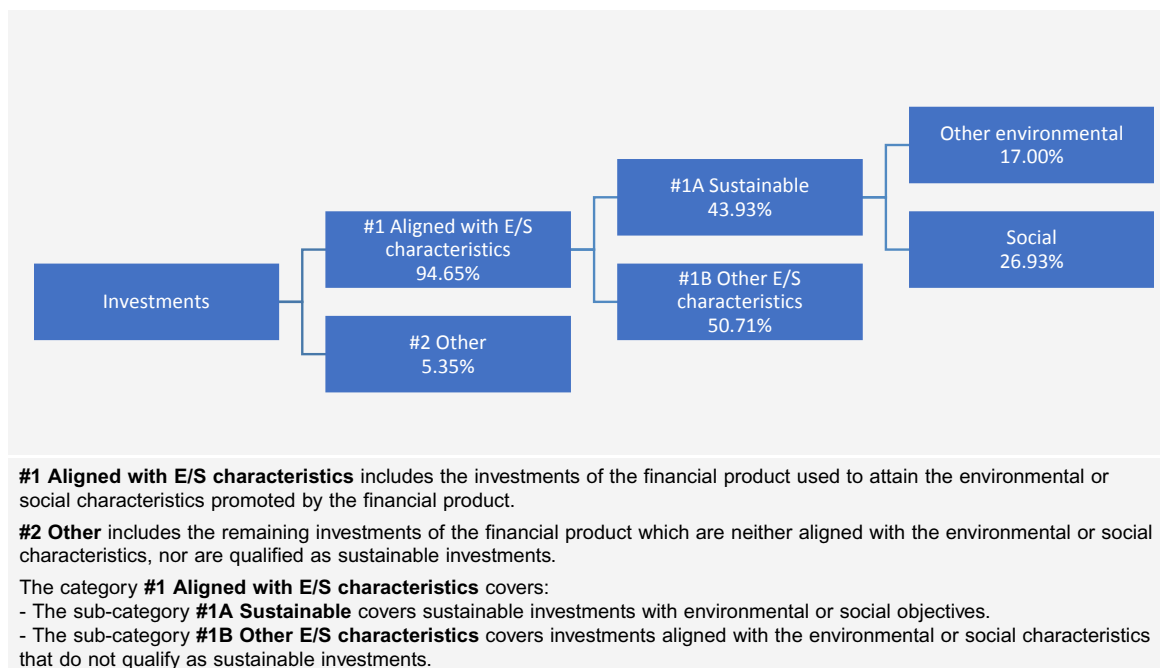 Investments
#1 Aligned with E/S
characteristics
94.65%
#2 Other
5.35%
#1A Sustainable
43.93%
#1B Other E/S
characteristics
50.71%
Other environmental
17.00%
Social
26.93%
#1 Aligned with E/S characteristics includes the investments of the financial product used to attain the environmental or
social characteristics promoted by the financial product.
#2 Other includes the remaining investments of the financial product which are neither aligned with the environmental or social
characteristics, nor are qualified as sustainable investments.
The category #1 Aligned with E/S characteristics covers:
- The sub-category #1A Sustainable covers sustainable investments with environmental or social objectives.
- The sub-category #1B Other E/S characteristics covers investments aligned with the environmental or social characteristics
that do not qualify as sustainable investments.